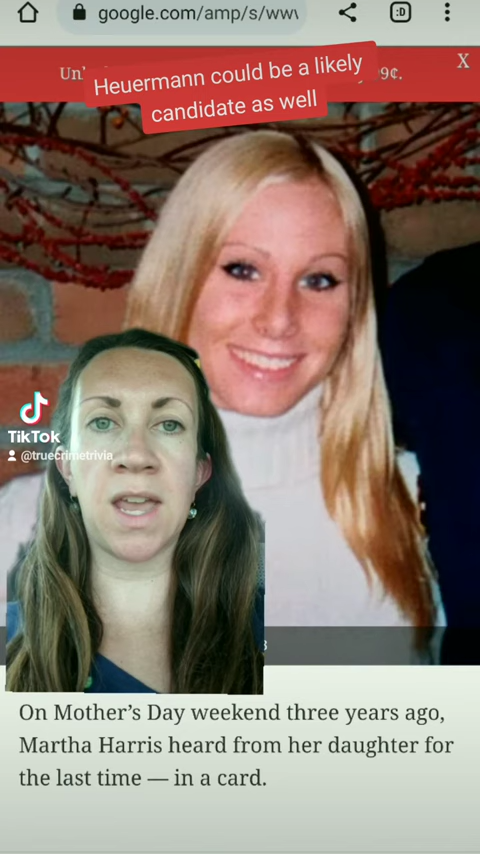 google.com/amp/s/ww
X
Heuermann could be a likely
candidate as well
9¢.
TikTok
@truecrimetrivia
On Mother's Day weekend three years ago,
Martha Harris heard from her daughter for
the last time — in a card.